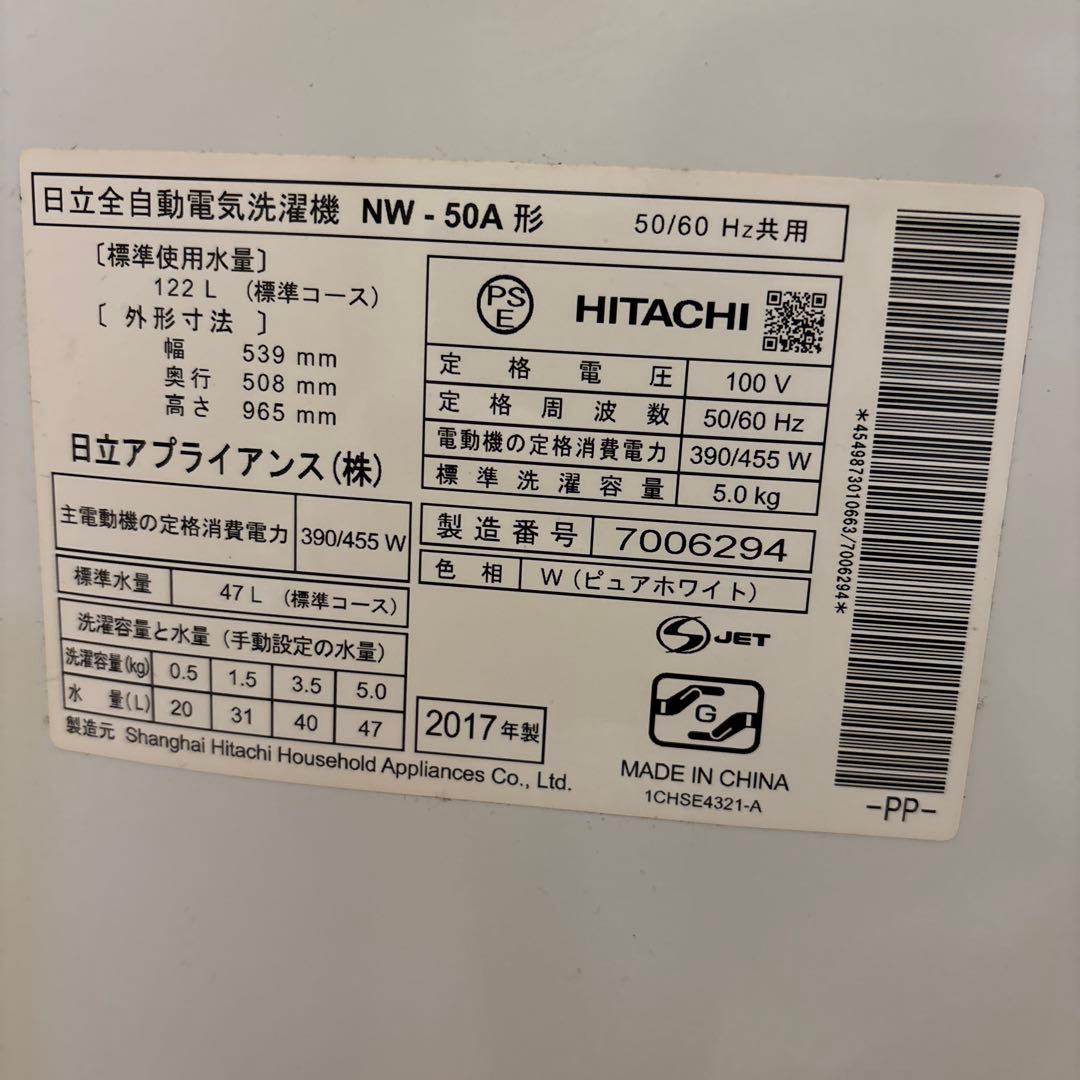 日立全自動電気洗濯機 NW - 50A 形 50/60 Hz共用
〔標準使用水量〕
122 L (標準コース)
〔 外形寸法 〕
幅 539 mm
奥行 508 mm
高さ 965 mm
日立アプライアンス(株)
主電動機の定格消費電力 390/455 W
標準水量 47 L (標準コース)
洗濯容量と水量 (手動設定の水量)
洗濯容量(kg) 0.5 1.5 3.5 5.0
水 量(L) 20 31 40 47
製造元 Shanghai Hitachi Household Appliances Co., Ltd.
PSE HITACHI
定格電圧 100 V
定格周波数 50/60 Hz
電動機の定格消費電力 390/455 W
標準洗濯容量 5.0 kg
製造番号 7006294
色相 W (ピュアホワイト)
S JET
2017年製
G
MADE IN CHINA
1CHSE4321-A
*4549873010663/7006294*
-PP-